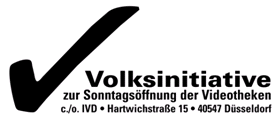 Volksinitiative
zur Sonntagsöffnung der Videotheken
c./o. IVD • Hartwichstraße 15 • 40547 Düsseldorf